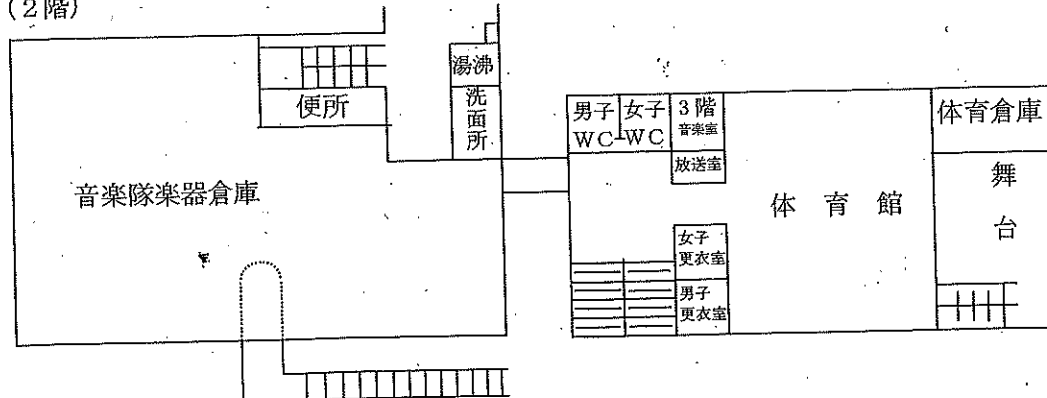 (2階)
湯沸
便所
洗面所
男子
WC
女子
WC
3階
音楽室
放送室
体育倉庫
舞台
音楽隊楽器倉庫
体育館
女子
更衣室
男子
更衣室